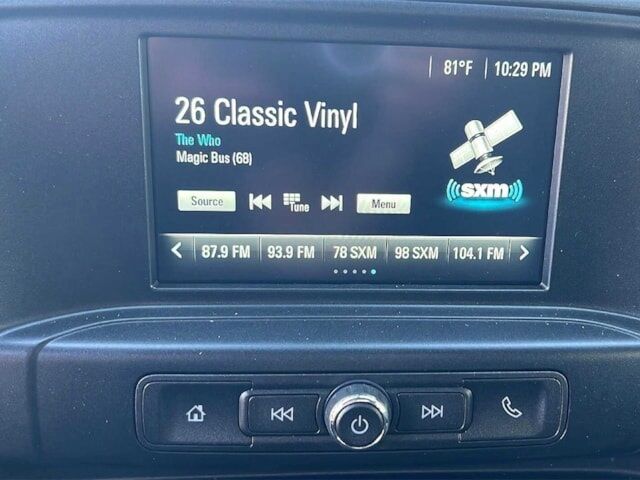 81°F 10:29 PM
26 Classic Vinyl
The Who
Magic Bus (68)
((sxm))
Source Tune Menu
87.9 FM 93.9 FM 78 SXM 98 SXM 104.1 FM